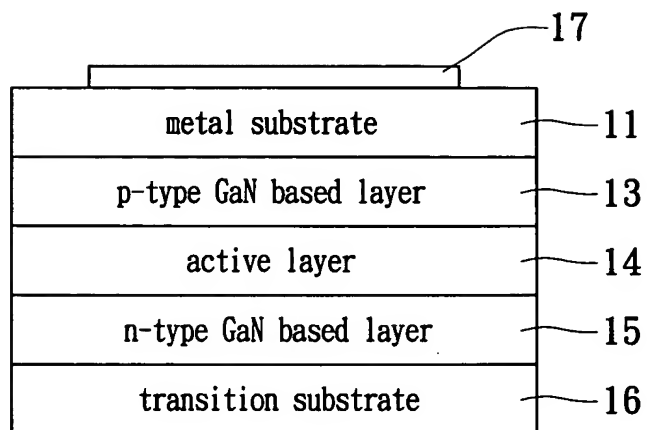 17
metal substrate 11
p-type GaN based layer 13
active layer 14
n-type GaN based layer 15
transition substrate 16